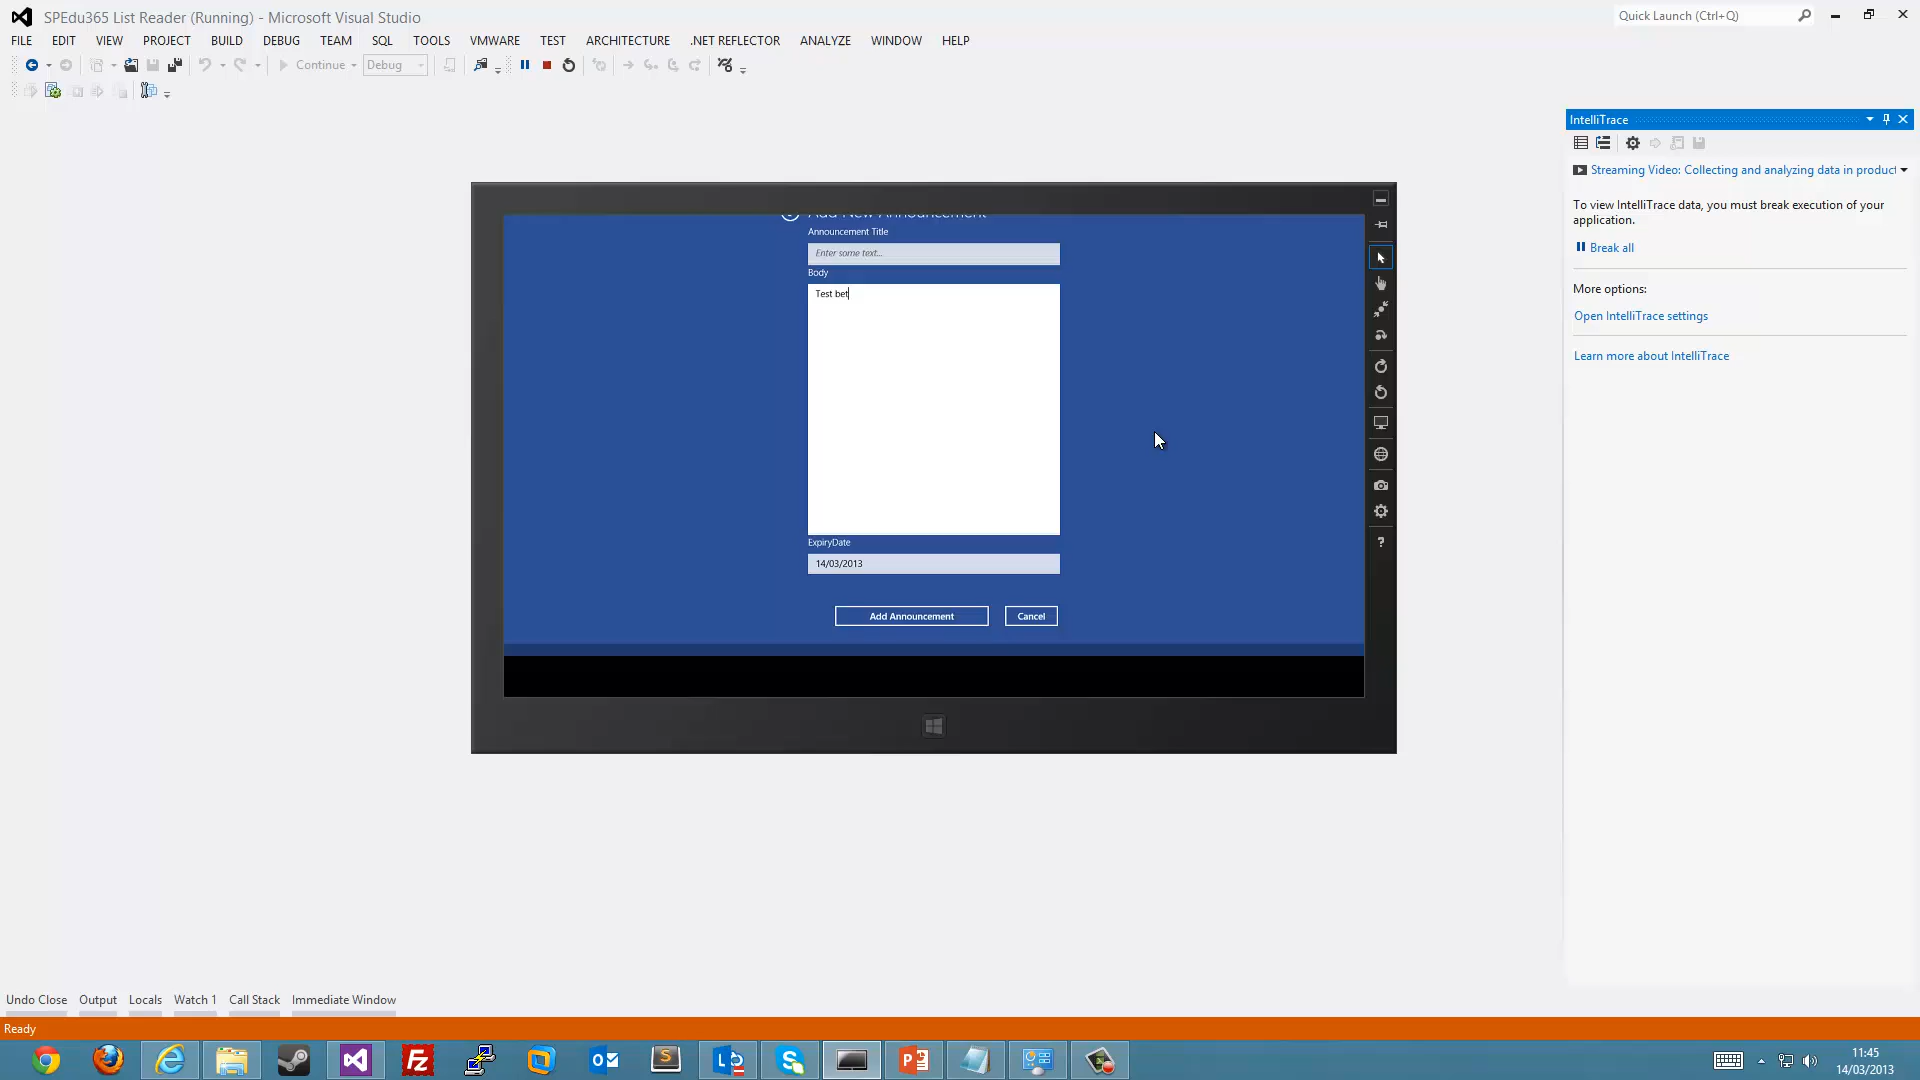 SPEdu365 List Reader (Running) - Microsoft Visual Studio
Quick Launch (Ctrl+Q)
FILE EDIT VIEW PROJECT BUILD DEBUG TEAM SQL TOOLS VMWARE TEST ARCHITECTURE .NET REFLECTOR ANALYZE WINDOW HELP
Continue Debug
IntelliTrace
Streaming Video: Collecting and analyzing data in product
To view IntelliTrace data, you must break execution of your
application.
Break all
More options:
Open IntelliTrace settings
Learn more about IntelliTrace
Add New Announcement
Announcement Title
Enter some text...
Body
Test bet
ExpiryDate
14/03/2013
Add Announcement Cancel
Undo Close Output Locals Watch 1 Call Stack Immediate Window
Ready
11:45
14/03/2013